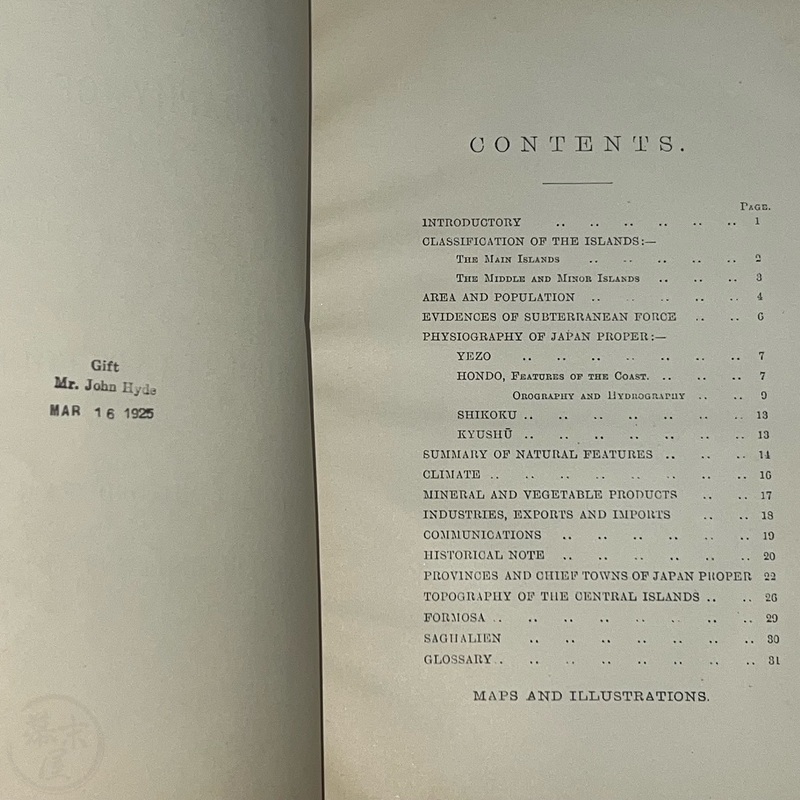 Gift
Mr. John Hyde
MAR 16 1925
CONTENTS.
PAGE.
INTRODUCTORY .. .. .. .. .. .. 1
CLASSIFICATION OF THE ISLANDS:—
THE MAIN ISLANDS .. .. .. .. .. 2
THE MIDDLE AND MINOR ISLANDS .. .. .. 3
AREA AND POPULATION .. .. .. .. .. 4
EVIDENCES OF SUBTERRANEAN FORCE .. .. 6
PHYSIOGRAPHY OF JAPAN PROPER:—
YEZO .. .. .. .. .. .. .. 7
HONDO, FEATURES OF THE COAST. .. .. .. 7
OROGRAPHY AND HYDROGRAPHY .. .. 9
SHIKOKU .. .. .. .. .. .. .. 13
KYUSHŪ .. .. .. .. .. .. .. 13
SUMMARY OF NATURAL FEATURES .. .. .. 14
CLIMATE .. .. .. .. .. .. .. .. 16
MINERAL AND VEGETABLE PRODUCTS .. .. 17
INDUSTRIES, EXPORTS AND IMPORTS .. .. 18
COMMUNICATIONS .. .. .. .. .. .. 19
HISTORICAL NOTE .. .. .. .. .. .. 20
PROVINCES AND CHIEF TOWNS OF JAPAN PROPER 22
TOPOGRAPHY OF THE CENTRAL ISLANDS .. .. 26
FORMOSA .. .. .. .. .. .. .. .. 29
SAGHALIEN .. .. .. .. .. .. .. 30
GLOSSARY .. .. .. .. .. .. .. .. 31
MAPS AND ILLUSTRATIONS.
幕末屋